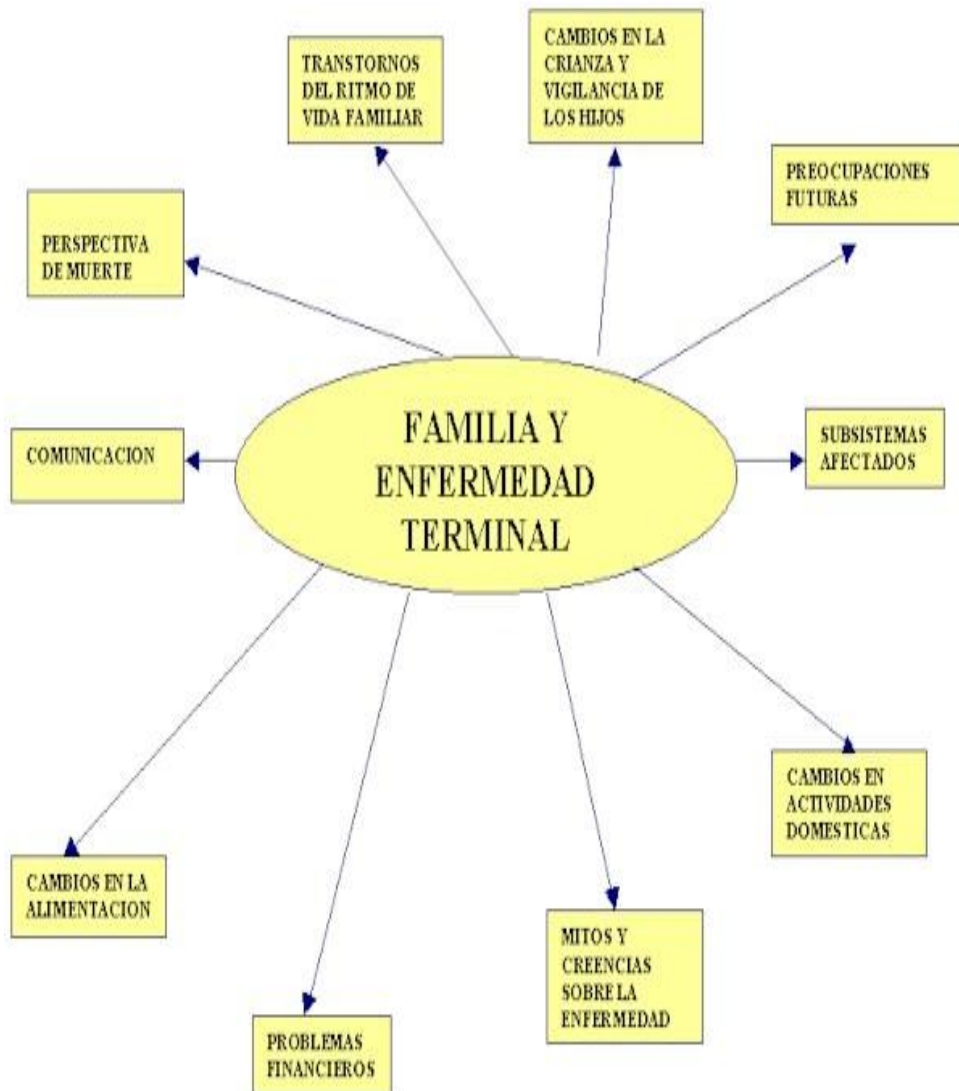 TRANSTORNOS
DEL RITMO DE
VIDA FAMILIAR
CAMBIOS EN LA
CRIANZA Y
VIGILANCIA DE
LOS HIJOS
PREOCUPACIONES
FUTURAS
PERSPECTIVA
DE MUERTE
FAMILIA Y
ENFERMEDAD
TERMINAL
COMUNICACION
SUBSISTEMAS
AFECTADOS
CAMBIOS EN
ACTIVIDADES
DOMESTICAS
CAMBIOS EN LA
ALIMENTACION
MITOS Y
CREENCIAS
SOBRE LA
ENFERMEDAD
PROBLEMAS
FINANCIEROS